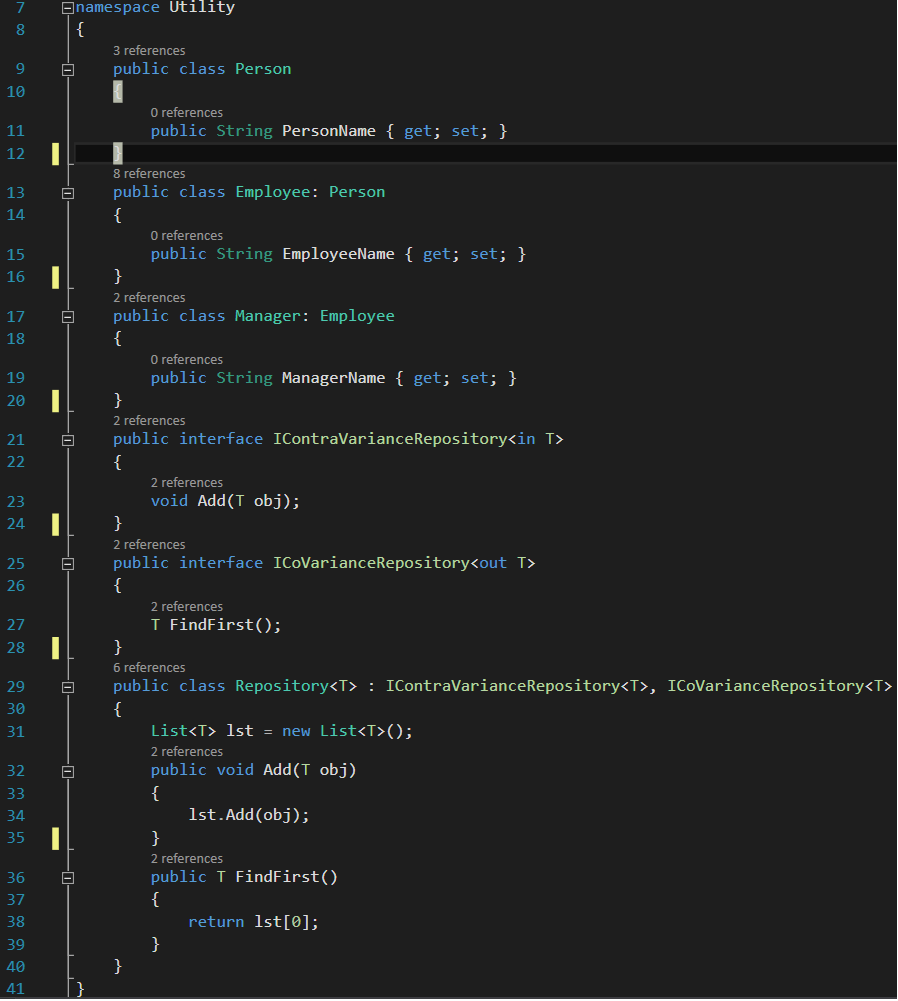 7 namespace Utility
8 {
3 references
9 public class Person
10 {
0 references
11 public String PersonName { get; set; }
12 }
8 references
13 public class Employee: Person
14 {
0 references
15 public String EmployeeName { get; set; }
16 }
2 references
17 public class Manager: Employee
18 {
0 references
19 public String ManagerName { get; set; }
20 }
2 references
21 public interface IContraVarianceRepository<in T>
22 {
2 references
23 void Add(T obj);
24 }
2 references
25 public interface ICoVarianceRepository<out T>
26 {
2 references
27 T FindFirst();
28 }
6 references
29 public class Repository<T> : IContraVarianceRepository<T>, ICoVarianceRepository<T>
30 {
31 List<T> lst = new List<T>();
2 references
32 public void Add(T obj)
33 {
34 lst.Add(obj);
35 }
2 references
36 public T FindFirst()
37 {
38 return lst[0];
39 }
40 }
41 }